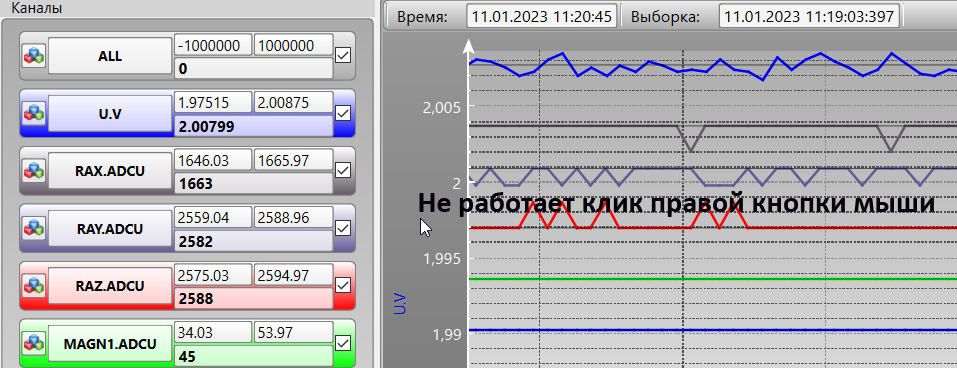 Каналы
Время: 11.01.2023 11:20:45 Выборка: 11.01.2023 11:19:03:397
ALL -1000000 1000000
0
U.V 1.97515 2.00875
2.00799
RAX.ADCU 1646.03 1665.97
1663
RAY.ADCU 2559.04 2588.96
2582
RAZ.ADCU 2575.03 2594.97
2588
MAGN1.ADCU 34.03 53.97
45
2,005
2
Не работает клик правой кнопки мыши
1,995
U.V
1,99